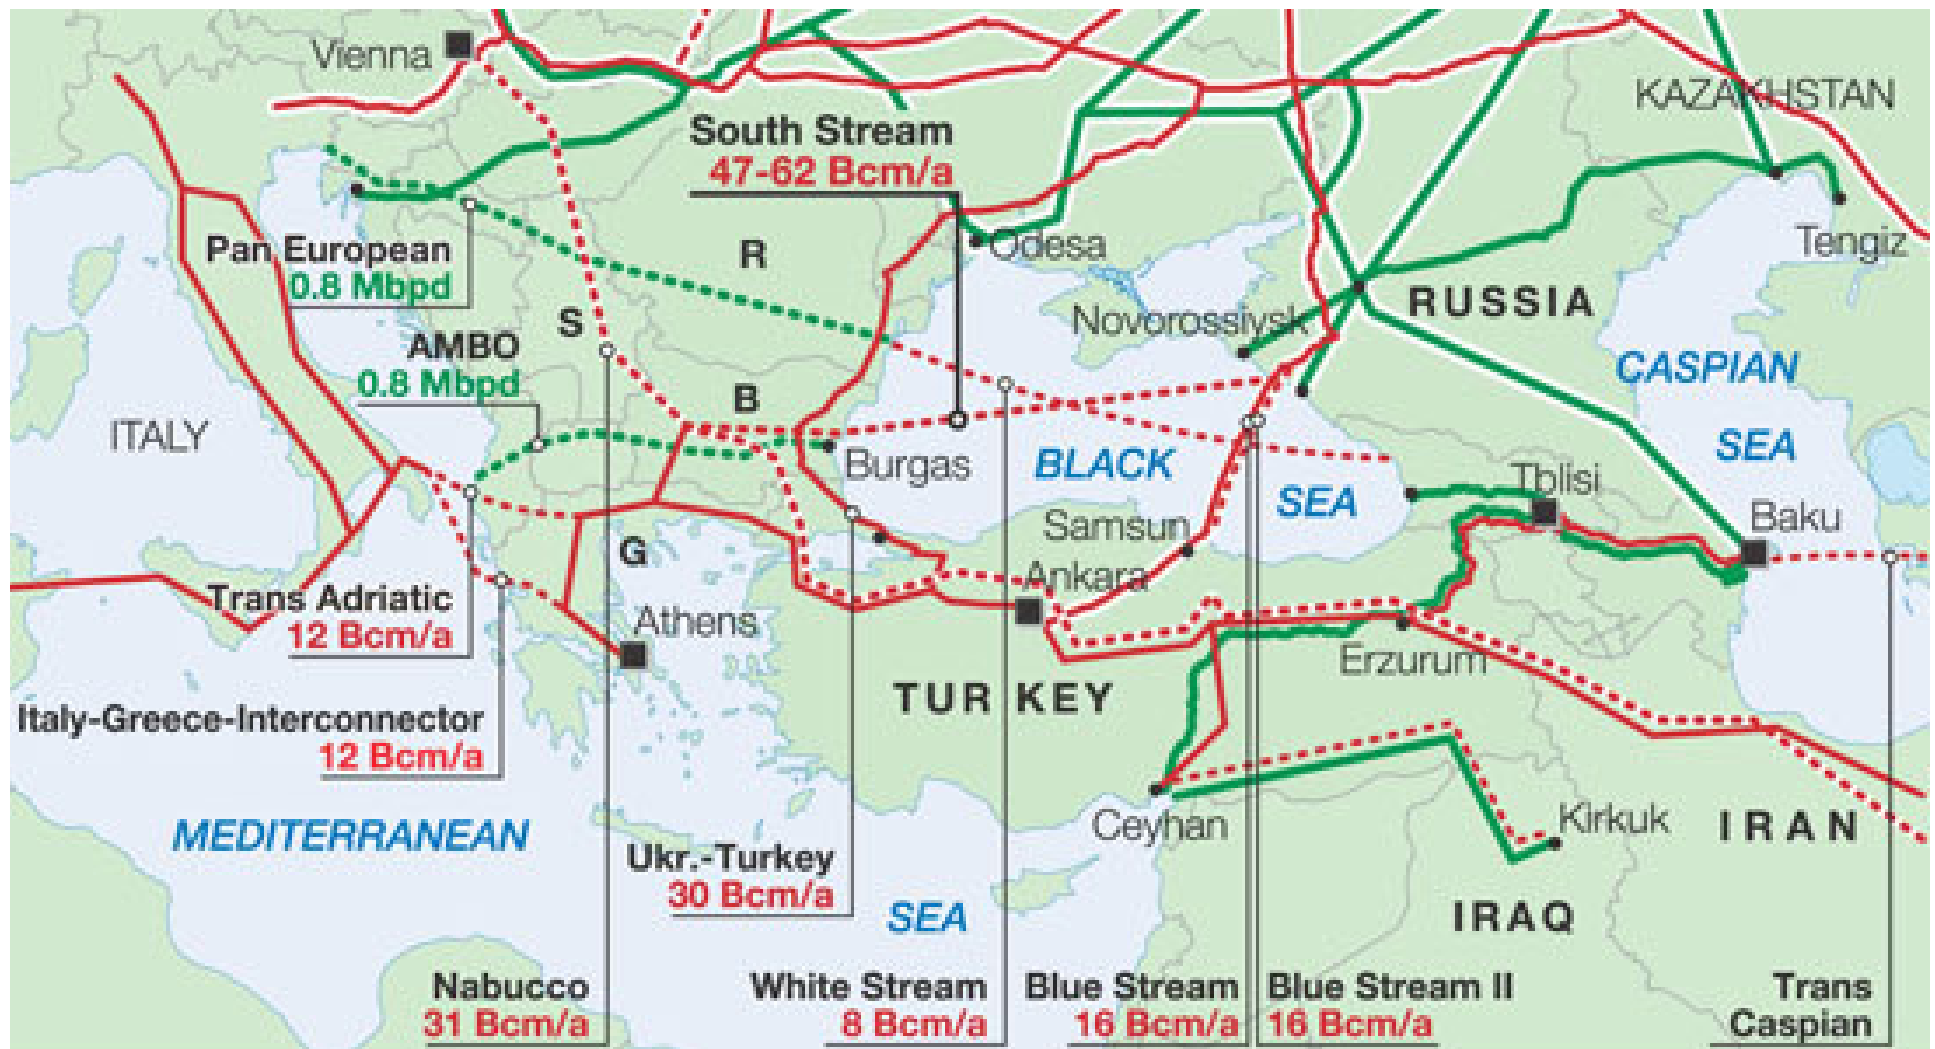 Vienna
KAZAKHSTAN
South Stream
47-62 Bcm/a
Odesa
Tengiz
Pan European
0.8 Mbpd
R
RUSSIA
Novorossiysk
S
AMBO
0.8 Mbpd
CASPIAN
SEA
B
ITALY
Burgas
BLACK
SEA
Tblisi
Baku
Samsun
G
Ankara
Trans Adriatic
12 Bcm/a
Athens
Erzurum
TURKEY
Italy-Greece-Interconnector
12 Bcm/a
MEDITERRANEAN
SEA
Ceyhan
Kirkuk
IRAN
Ukr.-Turkey
30 Bcm/a
IRAQ
Nabucco
31 Bcm/a
White Stream
8 Bcm/a
Blue Stream
16 Bcm/a
Blue Stream II
16 Bcm/a
Trans
Caspian